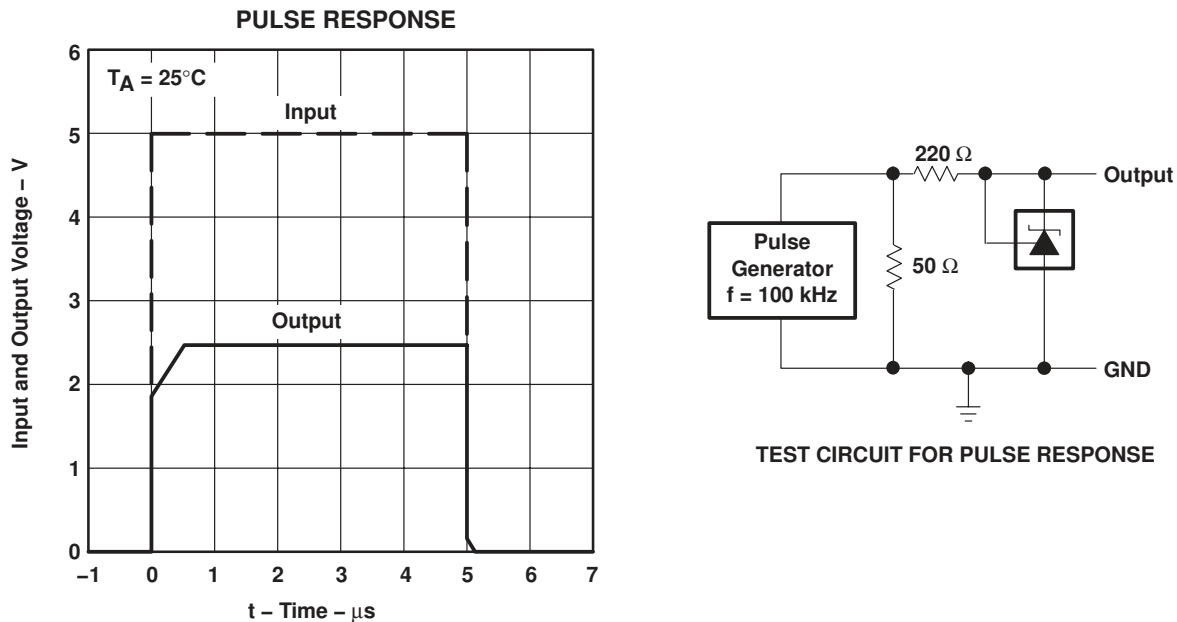 PULSE RESPONSE
6
5
4
3
2
1
0
Input and Output Voltage – V
TA = 25°C
Input
Output
–1 0 1 2 3 4 5 6 7
t – Time – μs
220 Ω
Output
Pulse
Generator
f = 100 kHz
50 Ω
GND
TEST CIRCUIT FOR PULSE RESPONSE